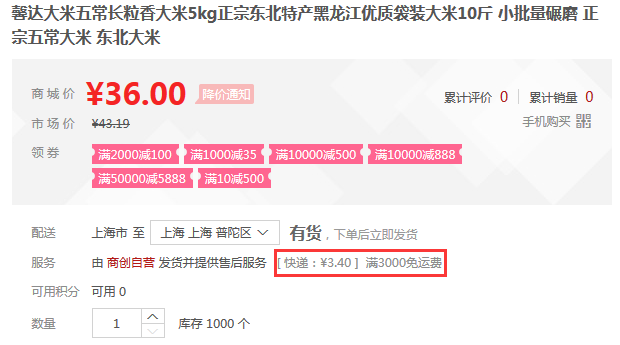 馨达大米五常长粒香大米5kg正宗东北特产黑龙江优质袋装大米10斤 小批量碾磨 正
宗五常大米 东北大米
商城价 ¥36.00 降价通知 累计评价 0 累计销量 0
市场价 ¥43.19 手机购买
领券 满2000减100 满1000减35 满10000减500 满10000减888
满50000减5888 满10减500
配送 上海市 至 上海 上海 普陀区 有货，下单后立即发货
服务 由 商创自营 发货并提供售后服务 [ 快递：¥3.40 ] 满3000免运费
可用积分 可用 0
数量 1 库存 1000 个